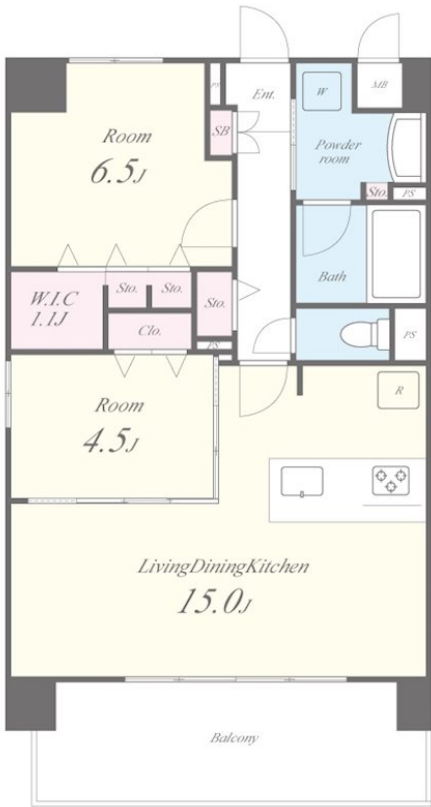 Ent.
PS
W
MB
Room
6.5J
SB
Powder
room
Sto.
PS
Bath
W.I.C
1.1J
Sto.
Sto.
Sto.
Clo.
PS
PS
Room
4.5J
R
LivingDiningKitchen
15.0J
Balcony